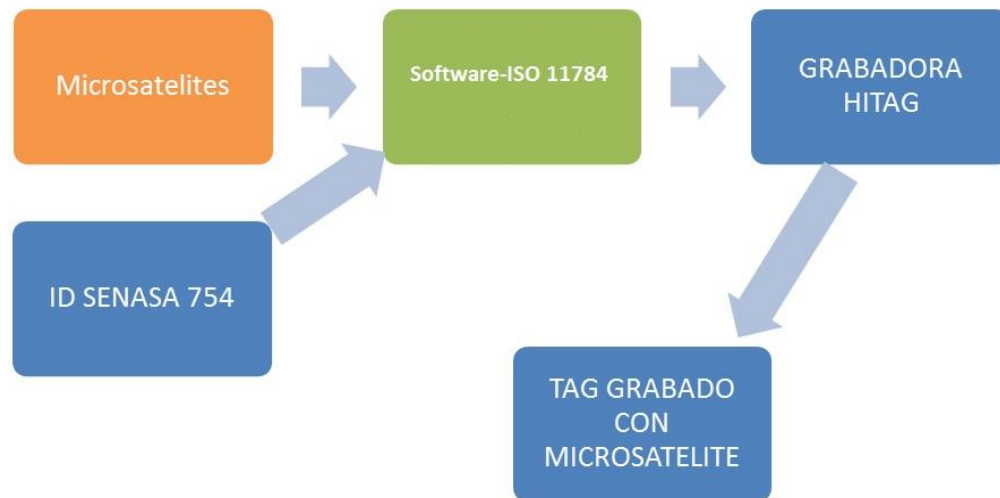 Microsatelites
Software-ISO 11784
GRABADORA
HITAG
ID SENASA 754
TAG GRABADO
CON
MICROSATELITE